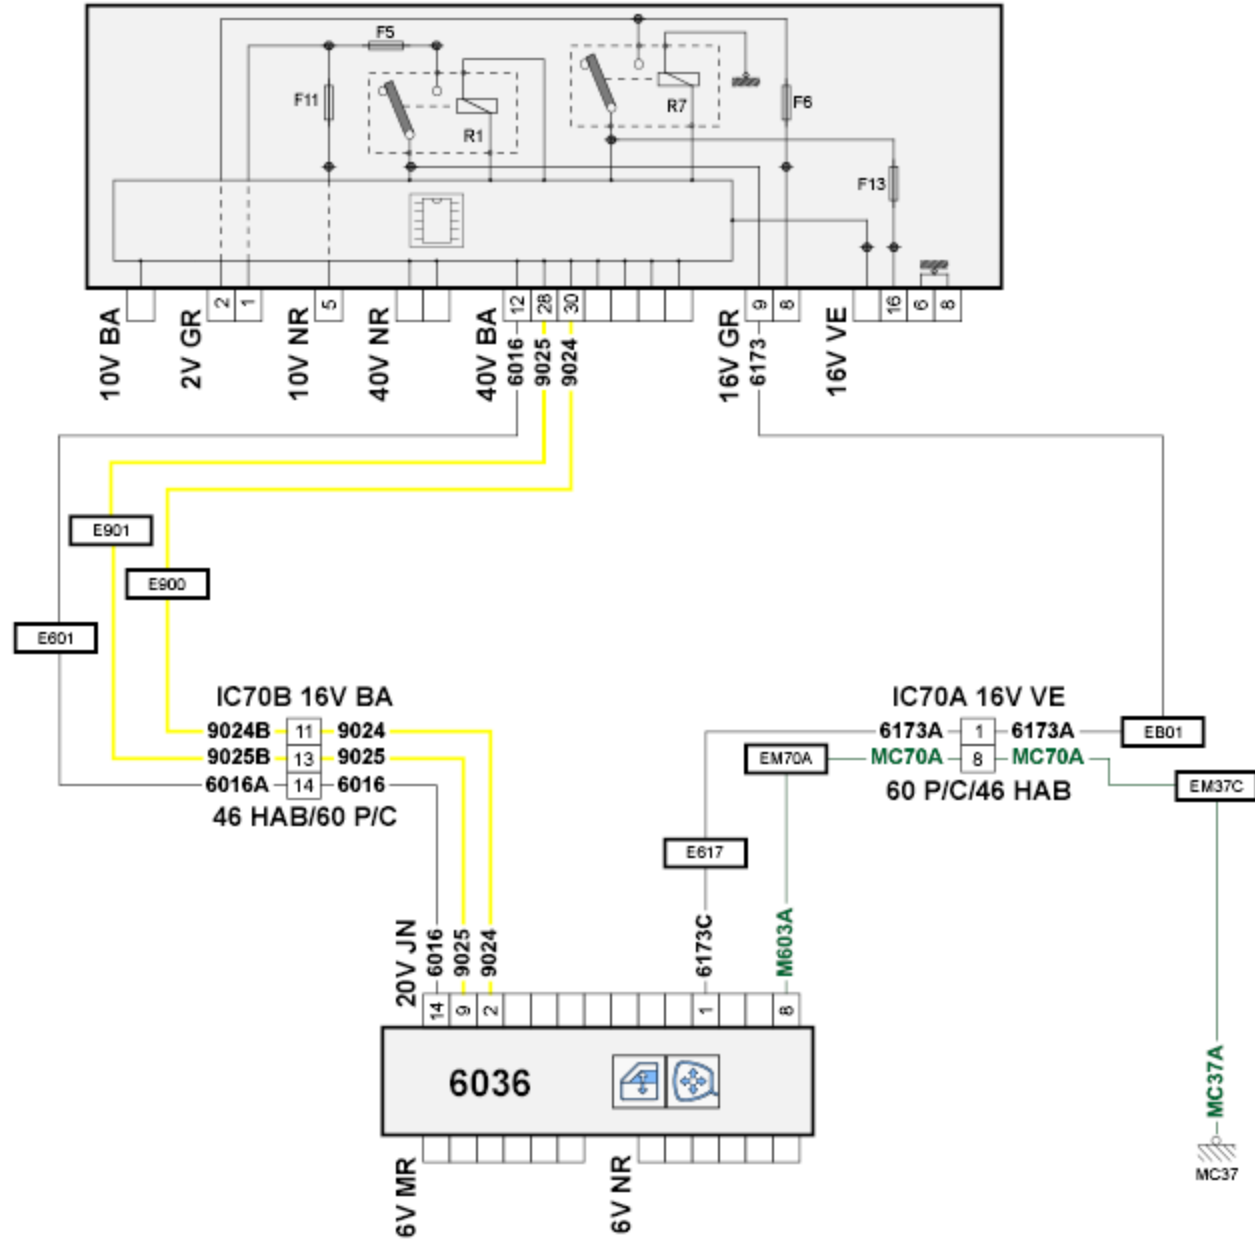 F5
F11
R1
R7
F6
F13
10V BA
2V GR
2
1
10V NR
5
40V NR
40V BA
12
28
30
6016
9025
9024
16V GR
9
8
6173
16V VE
16
6
8
E901
E900
E601
IC70B 16V BA
9024B 11 9024
9025B 13 9025
6016A 14 6016
46 HAB/60 P/C
IC70A 16V VE
6173A 1 6173A
MC70A 8 MC70A
60 P/C/46 HAB
EB01
EM70A
EM37C
E617
20V JN
6016
9025
9024
6173C
M603A
14
9
2
1
8
6036
6V MR
6V NR
MC37A
MC37